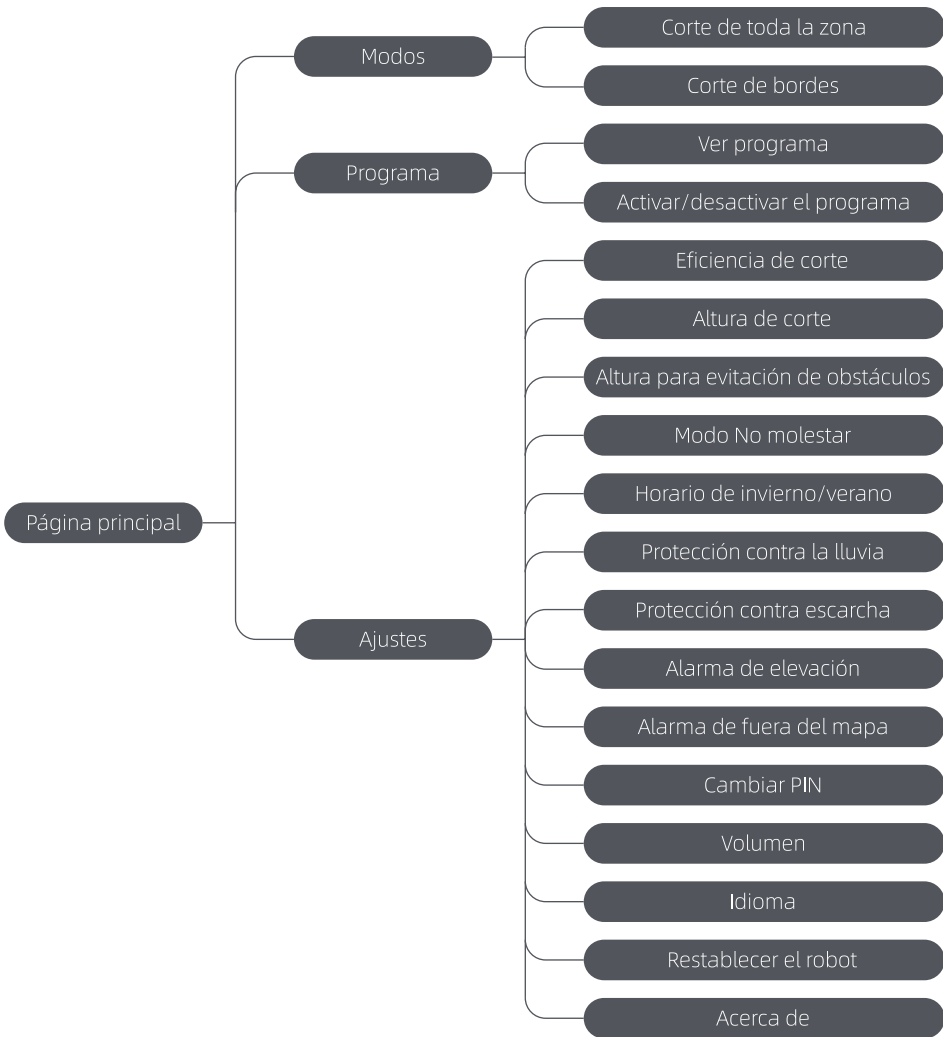 Página principal
Modos
Corte de toda la zona
Corte de bordes
Programa
Ver programa
Activar/desactivar el programa
Ajustes
Eficiencia de corte
Altura de corte
Altura para evitación de obstáculos
Modo No molestar
Horario de invierno/verano
Protección contra la lluvia
Protección contra escarcha
Alarma de elevación
Alarma de fuera del mapa
Cambiar PIN
Volumen
Idioma
Restablecer el robot
Acerca de